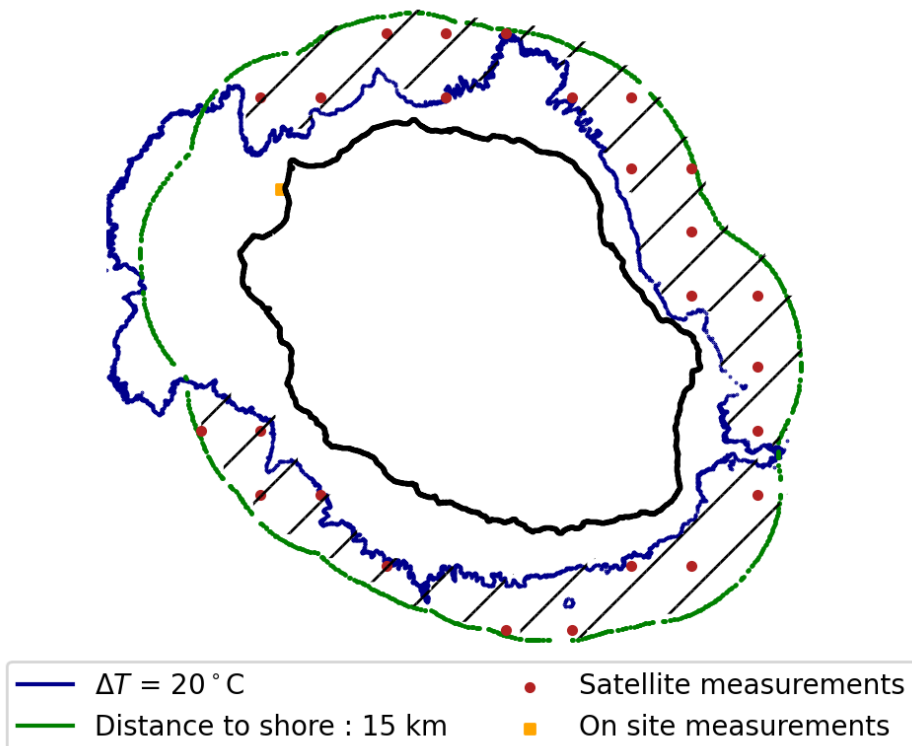 ΔT = 20°C
Distance to shore : 15 km
Satellite measurements
On site measurements